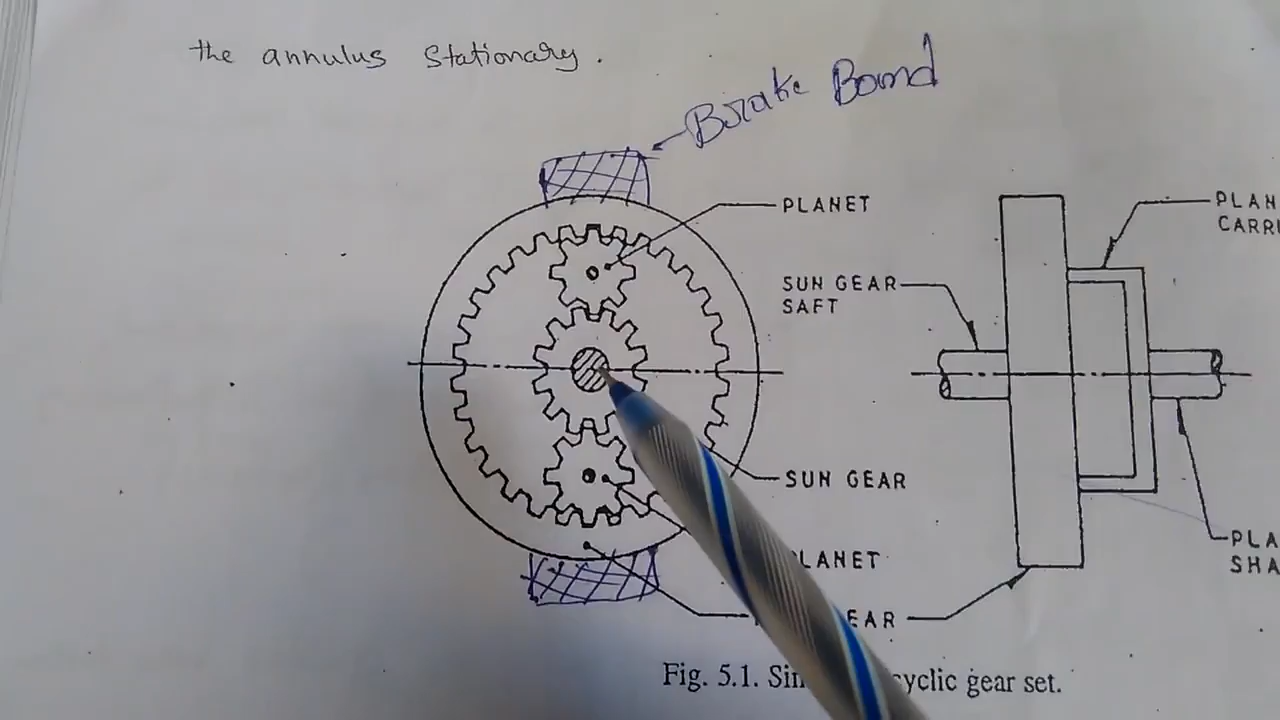 the annulus stationary.
Brake Band
PLANET
PLAN
CARR
SUN GEAR
SAFT
SUN GEAR
LANET
PLA
SHA
EAR
Fig. 5.1. Sin cyclic gear set.